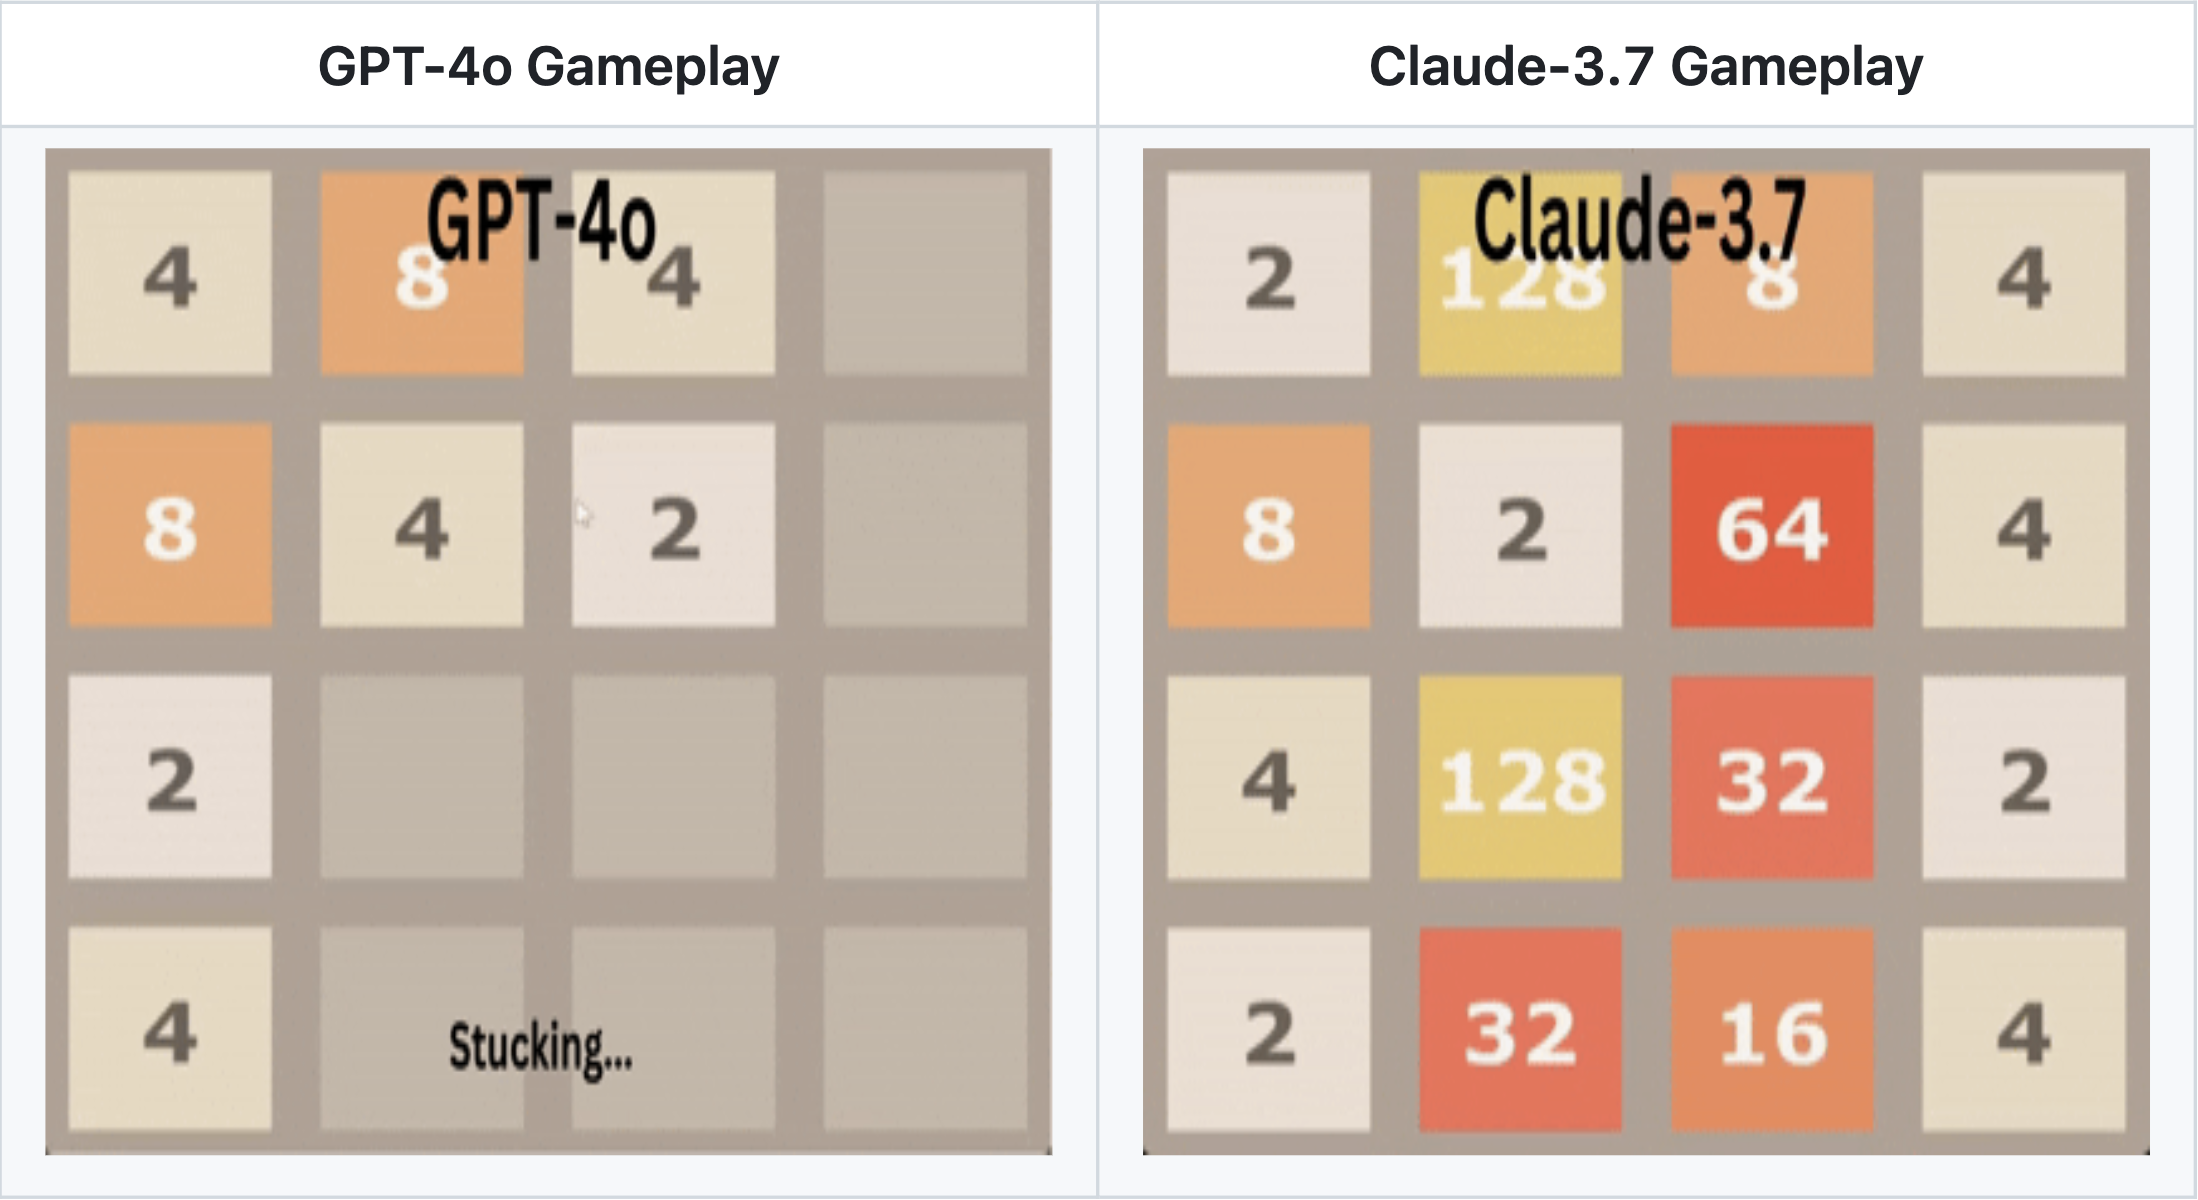 GPT-4o Gameplay
Claude-3.7 Gameplay
GPT-4o
4 8 4
8 4 2
2
4
Stucking...
Claude-3.7
2 128 8 4
8 2 64 4
4 128 32 2
2 32 16 4